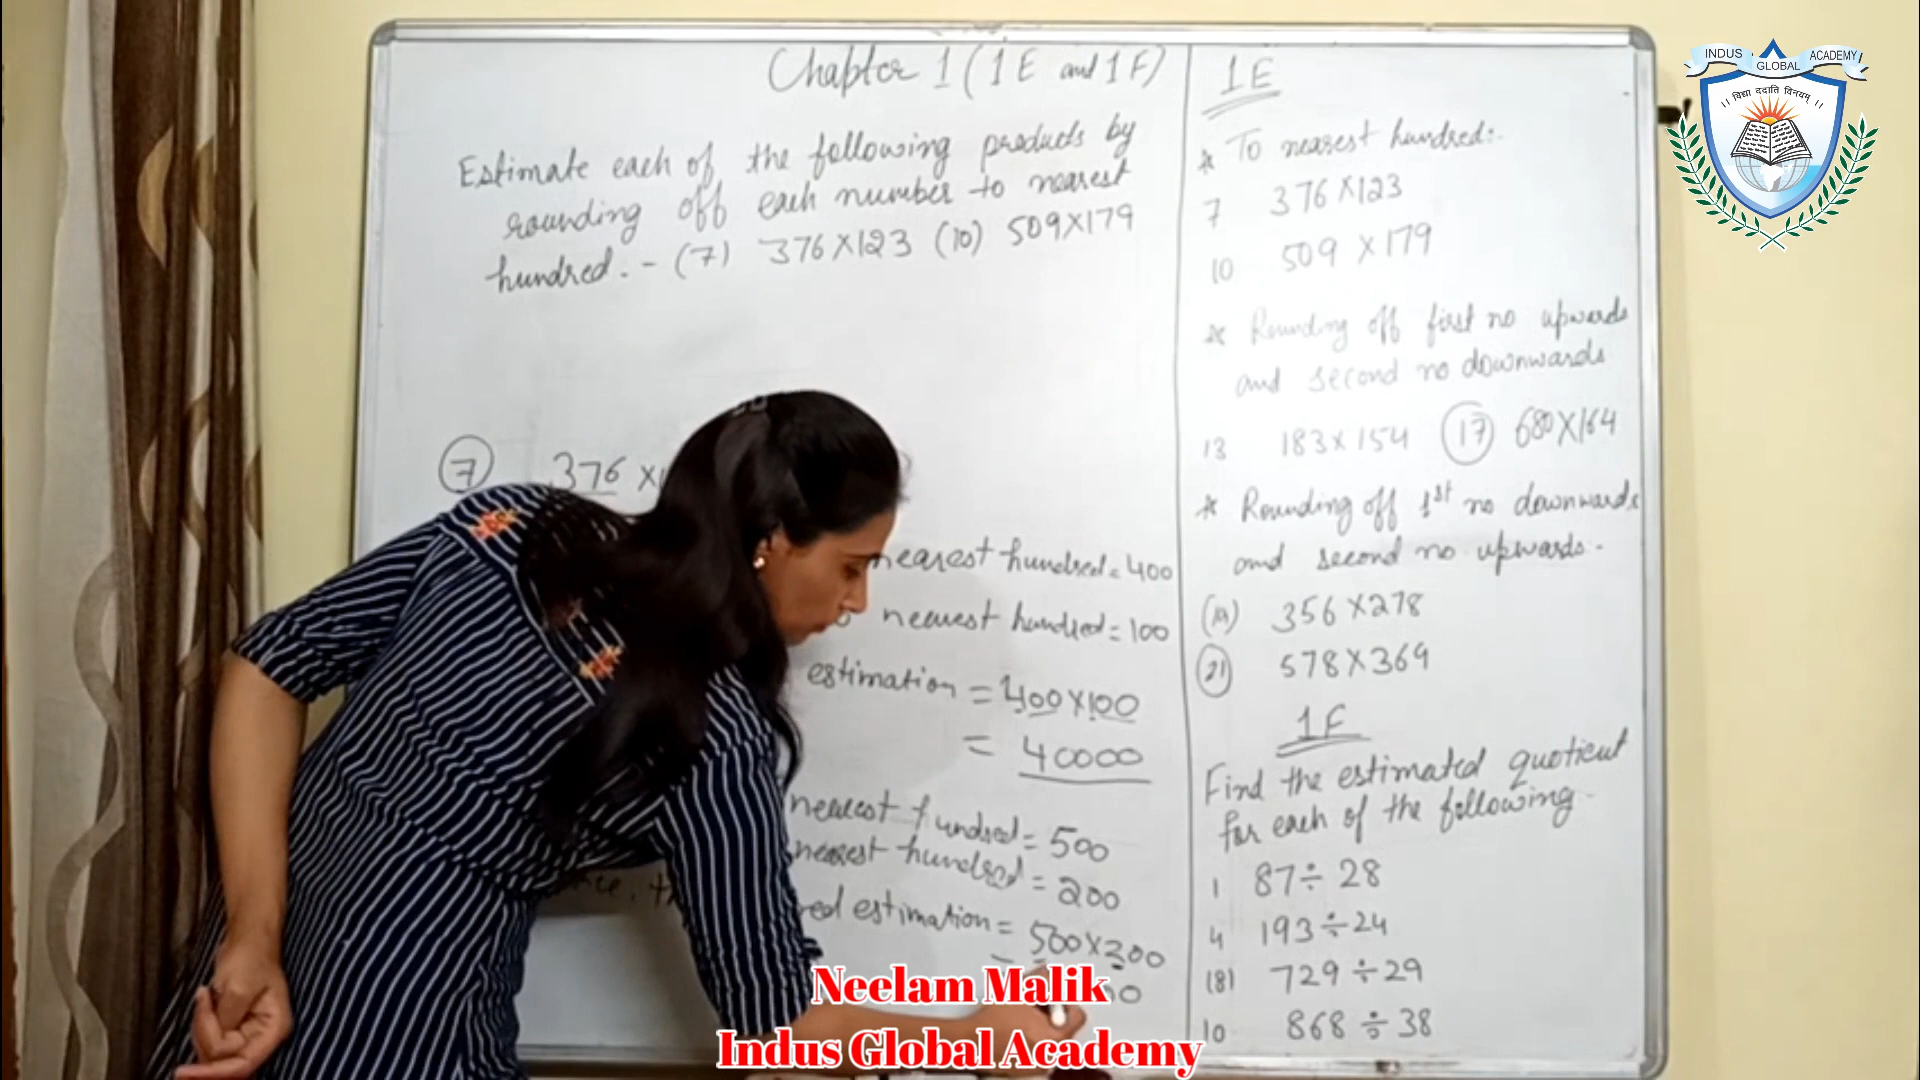 Chapter 1 (1E and 1F)
Estimate each of the following products by
rounding off each number to nearest
hundred:- (7) 376×123 (10) 509×179
7 376 ×
nearest hundred = 400
nearest hundred = 100
estimation = 400×100
= 40000
nearest hundred = 500
nearest hundred = 200
estimation = 500×200
1E
* To nearest hundred:-
7 376×123
10 509×179
* Rounding off first no upwards
and second no downwards
13 183×154 17 680×164
* Rounding off 1st no downwards
and second no upwards.
356×278
21 578×369
1F
Find the estimated quotient
for each of the following.
1 87÷28
4 193÷24
(8) 729÷29
10 868÷38
INDUS GLOBAL ACADEMY
।। विद्या ददाति विनयम् ।।
Neelam Malik
Indus Global Academy